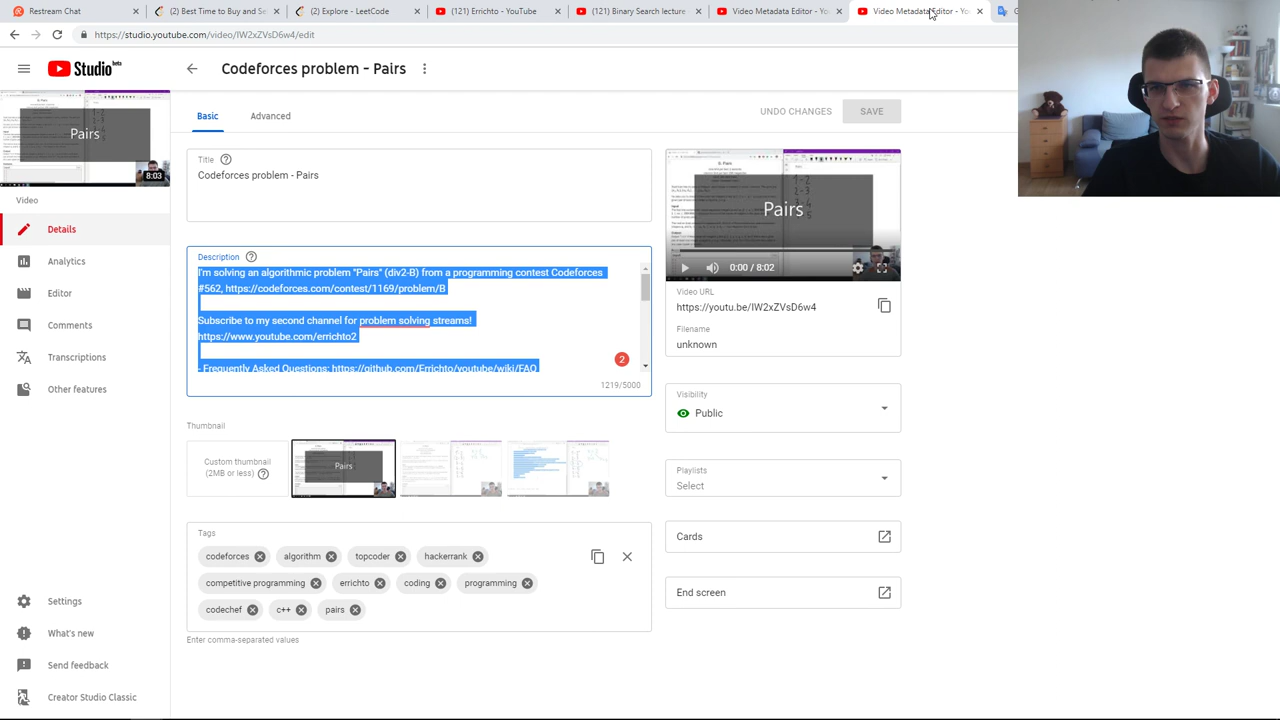 Restream Chat
(2) Best Time to Buy and Se
(2) Explore - LeetCode
(121) Errichto - YouTube
(121) Binary Search lecture
Video Metadata Editor - Yo
Video Metadata Editor - Yo
G
https://studio.youtube.com/video/IW2xZVsD6w4/edit
Studio beta
Codeforces problem - Pairs
Pairs
8:03
Video
Details
Analytics
Editor
Comments
Transcriptions
Other features
Settings
What's new
Send feedback
Creator Studio Classic
Basic
Advanced
UNDO CHANGES
SAVE
Title
Codeforces problem - Pairs
Description
I'm solving an algorithmic problem "Pairs" (div2-B) from a programming contest Codeforces
#562, https://codeforces.com/contest/1169/problem/B
Subscribe to my second channel for problem solving streams!
https://www.youtube.com/errichto2
- Frequently Asked Questions: https://github.com/Errichto/youtube/wiki/FAQ
2
1219/5000
Thumbnail
Custom thumbnail
(2MB or less)
Pairs
Tags
codeforces
algorithm
topcoder
hackerrank
competitive programming
errichto
coding
programming
codechef
c++
pairs
Enter comma-separated values
Pairs
0:00 / 8:02
Video URL
https://youtu.be/IW2xZVsD6w4
Filename
unknown
Visibility
Public
Playlists
Select
Cards
End screen